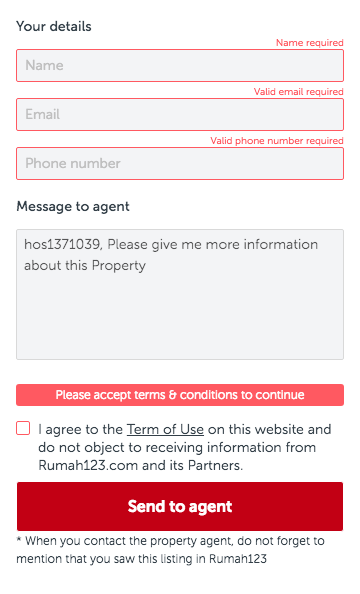 Your details
Name required
Name
Valid email required
Email
Valid phone number required
Phone number
Message to agent
hos1371039, Please give me more information
about this Property
Please accept terms & conditions to continue
I agree to the Term of Use on this website and
do not object to receiving information from
Rumah123.com and its Partners.
Send to agent
* When you contact the property agent, do not forget to
mention that you saw this listing in Rumah123